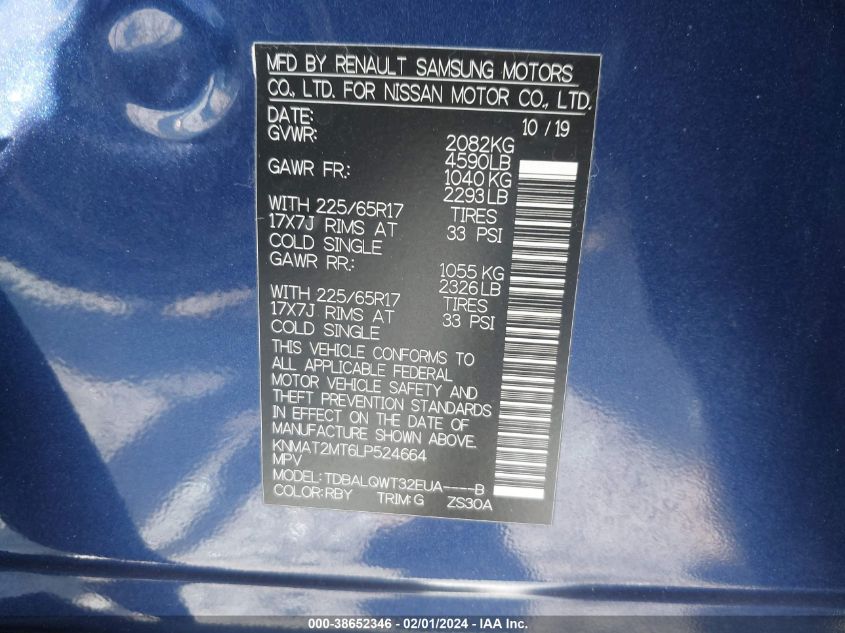 MFD BY RENAULT SAMSUNG MOTORS
CO., LTD. FOR NISSAN MOTOR CO., LTD.
DATE: 10 / 19
GVWR: 2082KG
4590LB
GAWR FR: 1040 KG
2293 LB
WITH 225/65R17 TIRES
17X7J RIMS AT 33 PSI
COLD SINGLE
GAWR RR: 1055 KG
2326 LB
WITH 225/65R17 TIRES
17X7J RIMS AT 33 PSI
COLD SINGLE
THIS VEHICLE CONFORMS TO
ALL APPLICABLE FEDERAL
MOTOR VEHICLE SAFETY AND
THEFT PREVENTION STANDARDS
IN EFFECT ON THE DATE OF
MANUFACTURE SHOWN ABOVE.
KNMAT2MT6LP524664
MPV
MODEL: TDBALQWT32EUA----B
COLOR: RBY TRIM: G ZS30A
000-38652346 - 02/01/2024 - IAA Inc.